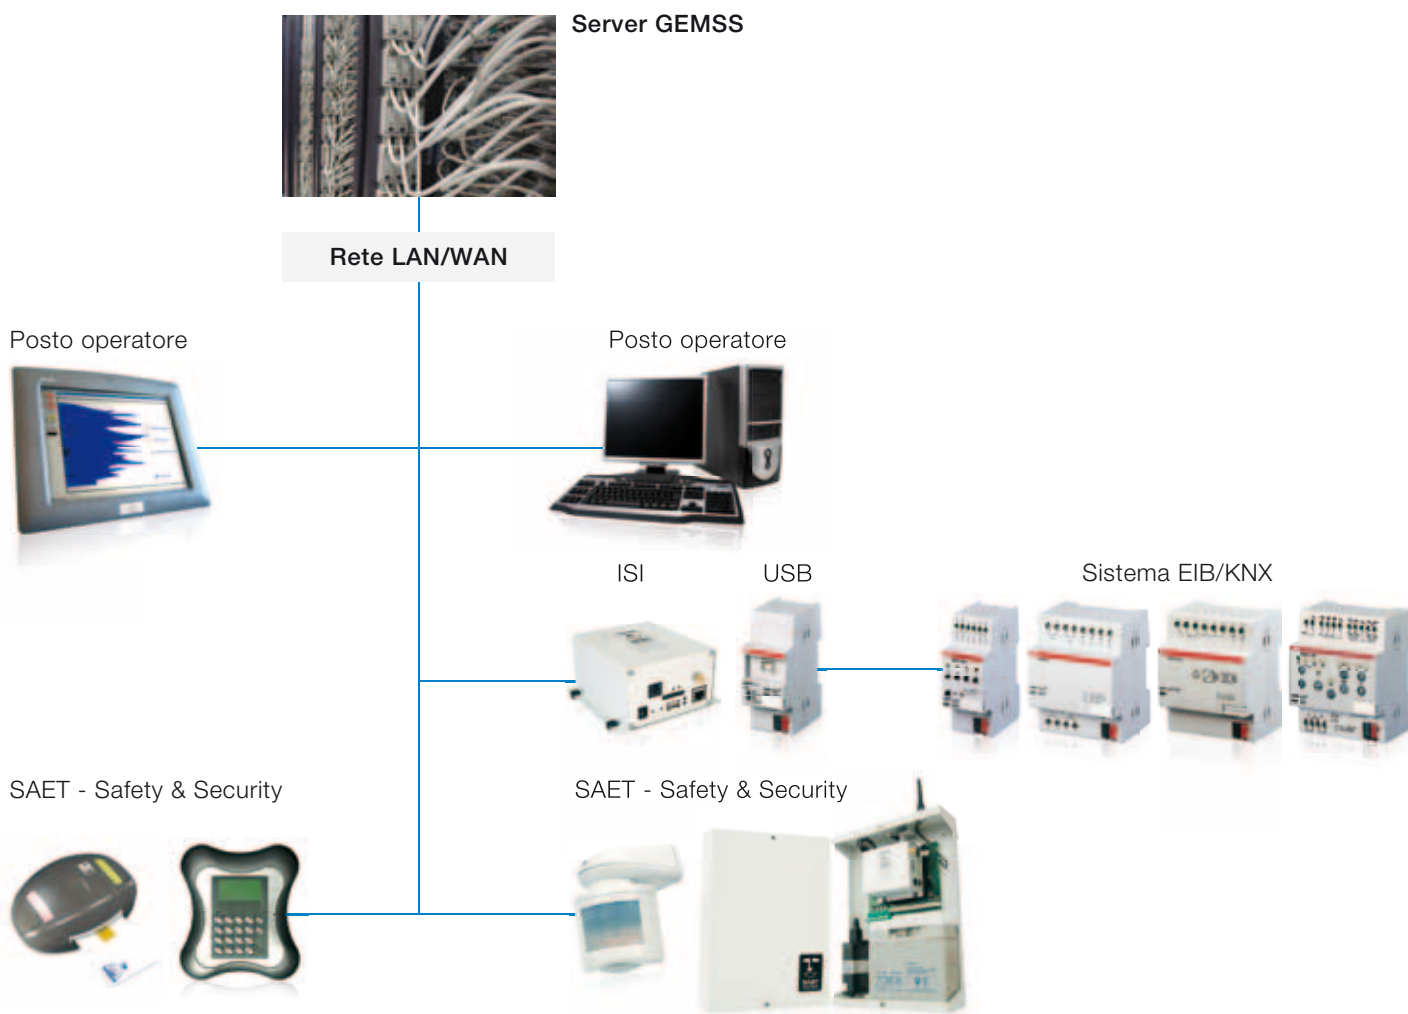 Server GEMSS
Rete LAN/WAN
Posto operatore
Posto operatore
ISI
USB
Sistema EIB/KNX
SAET - Safety & Security
SAET - Safety & Security
SAET